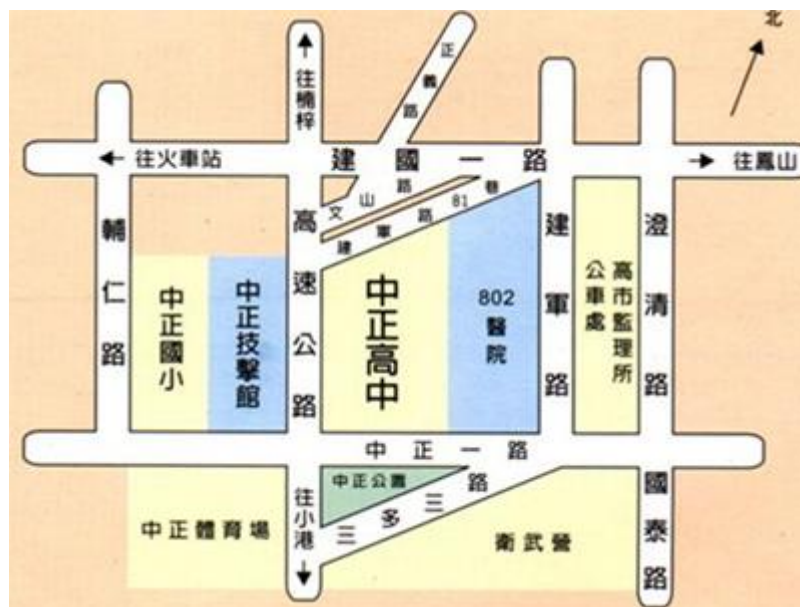 北
往楠梓
正義路
往火車站
建國一路
往鳳山
文山路
建軍路81巷
輔仁路
高速公路
建軍路
澄清路
中正國小
中正技擊館
中正高中
802
醫院
高市監理所
公車處
中正一路
中正公園
三多三路
往小港
中正體育場
衛武營
國泰路